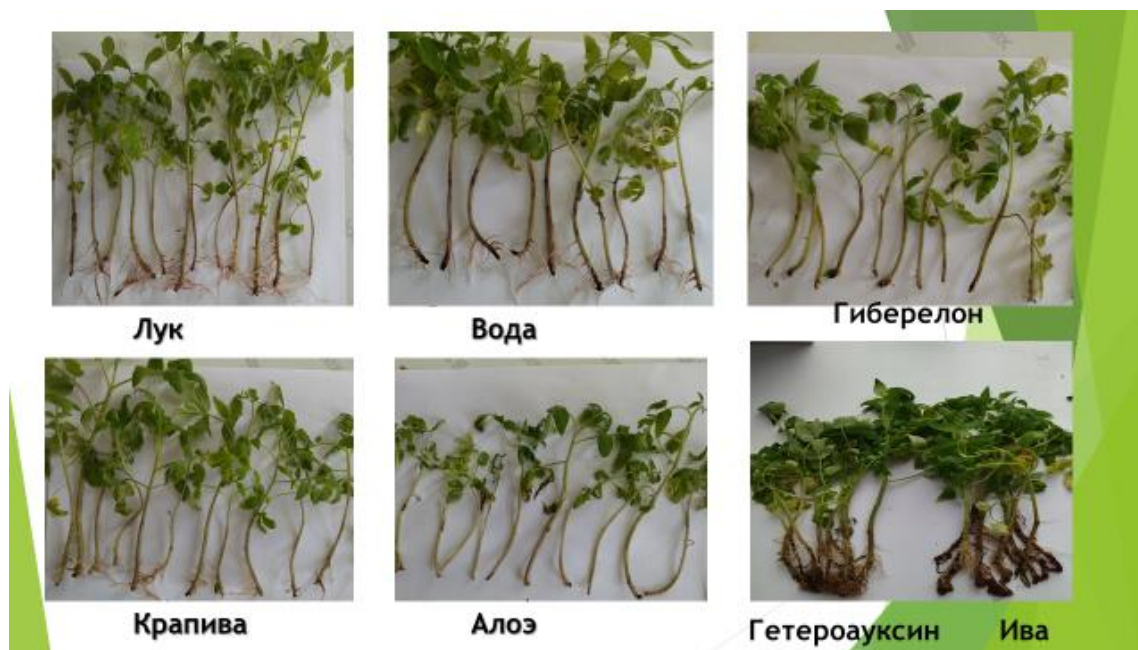 Лук
Вода
Гиберелон
Крапива
Алоэ
Гетероауксин
Ива